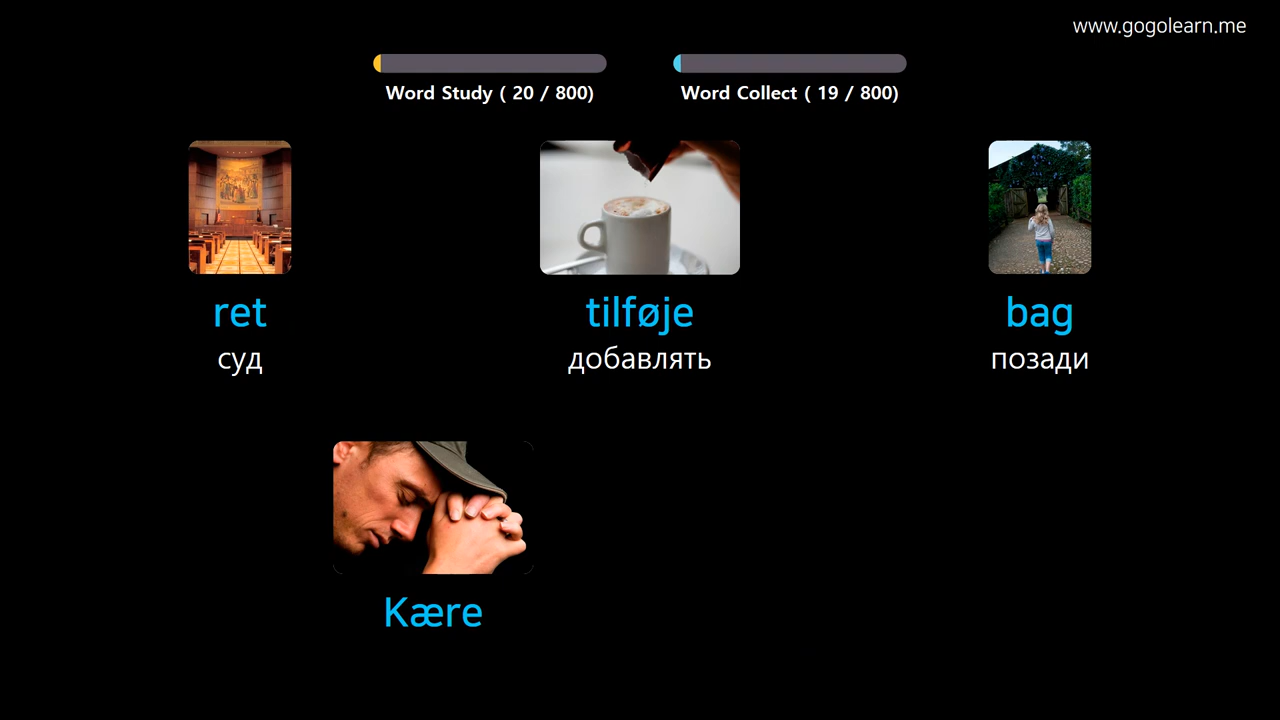 www.gogolearn.me
Word Study ( 20 / 800)
Word Collect ( 19 / 800)
ret
суд
tilføje
добавлять
bag
позади
Kære